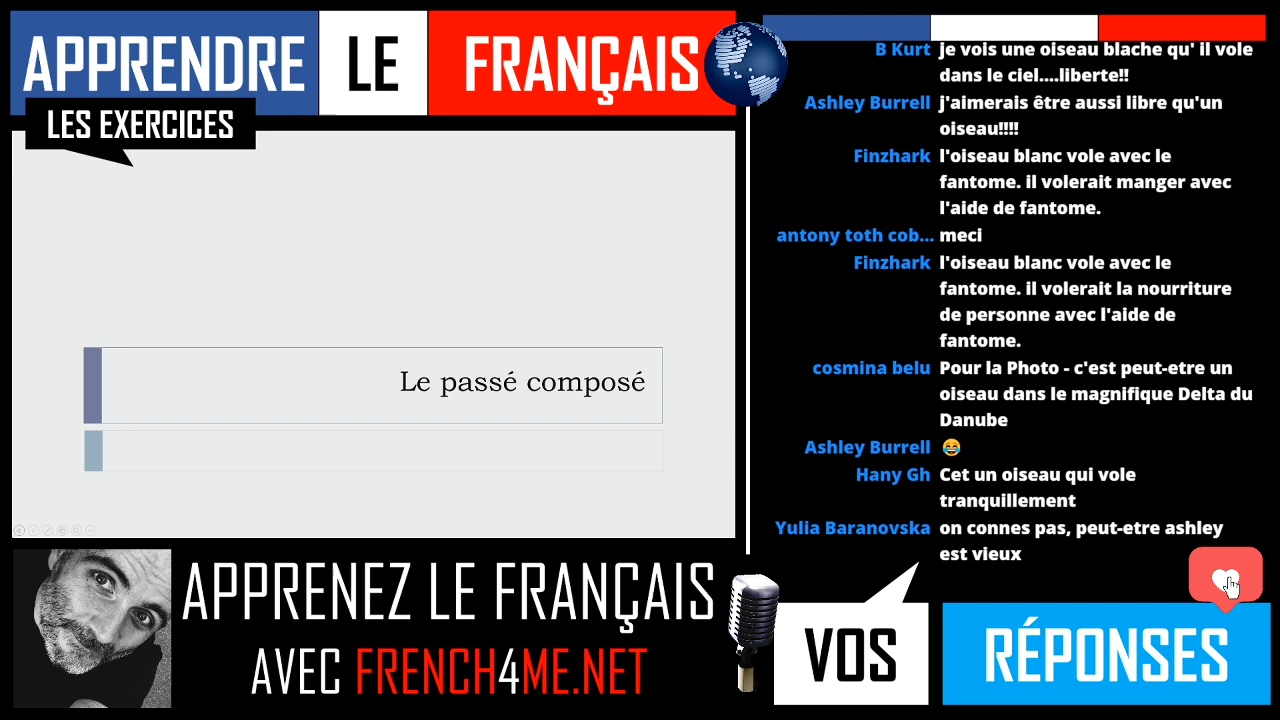 APPRENDRE LE FRANÇAIS
LES EXERCICES
Le passé composé
APPRENEZ LE FRANÇAIS
AVEC FRENCH4ME.NET
B Kurt je vois une oiseau blache qu' il vole
dans le ciel....liberte!!
Ashley Burrell j'aimerais être aussi libre qu'un
oiseau!!!!
Finzhark l'oiseau blanc vole avec le
fantome. il volerait manger avec
l'aide de fantome.
antony toth cob... meci
Finzhark l'oiseau blanc vole avec le
fantome. il volerait la nourriture
de personne avec l'aide de
fantome.
cosmina belu Pour la Photo - c'est peut-etre un
oiseau dans le magnifique Delta du
Danube
Ashley Burrell 😂
Hany Gh Cet un oiseau qui vole
tranquillement
Yulia Baranovska on connes pas, peut-etre ashley
est vieux
VOS RÉPONSES